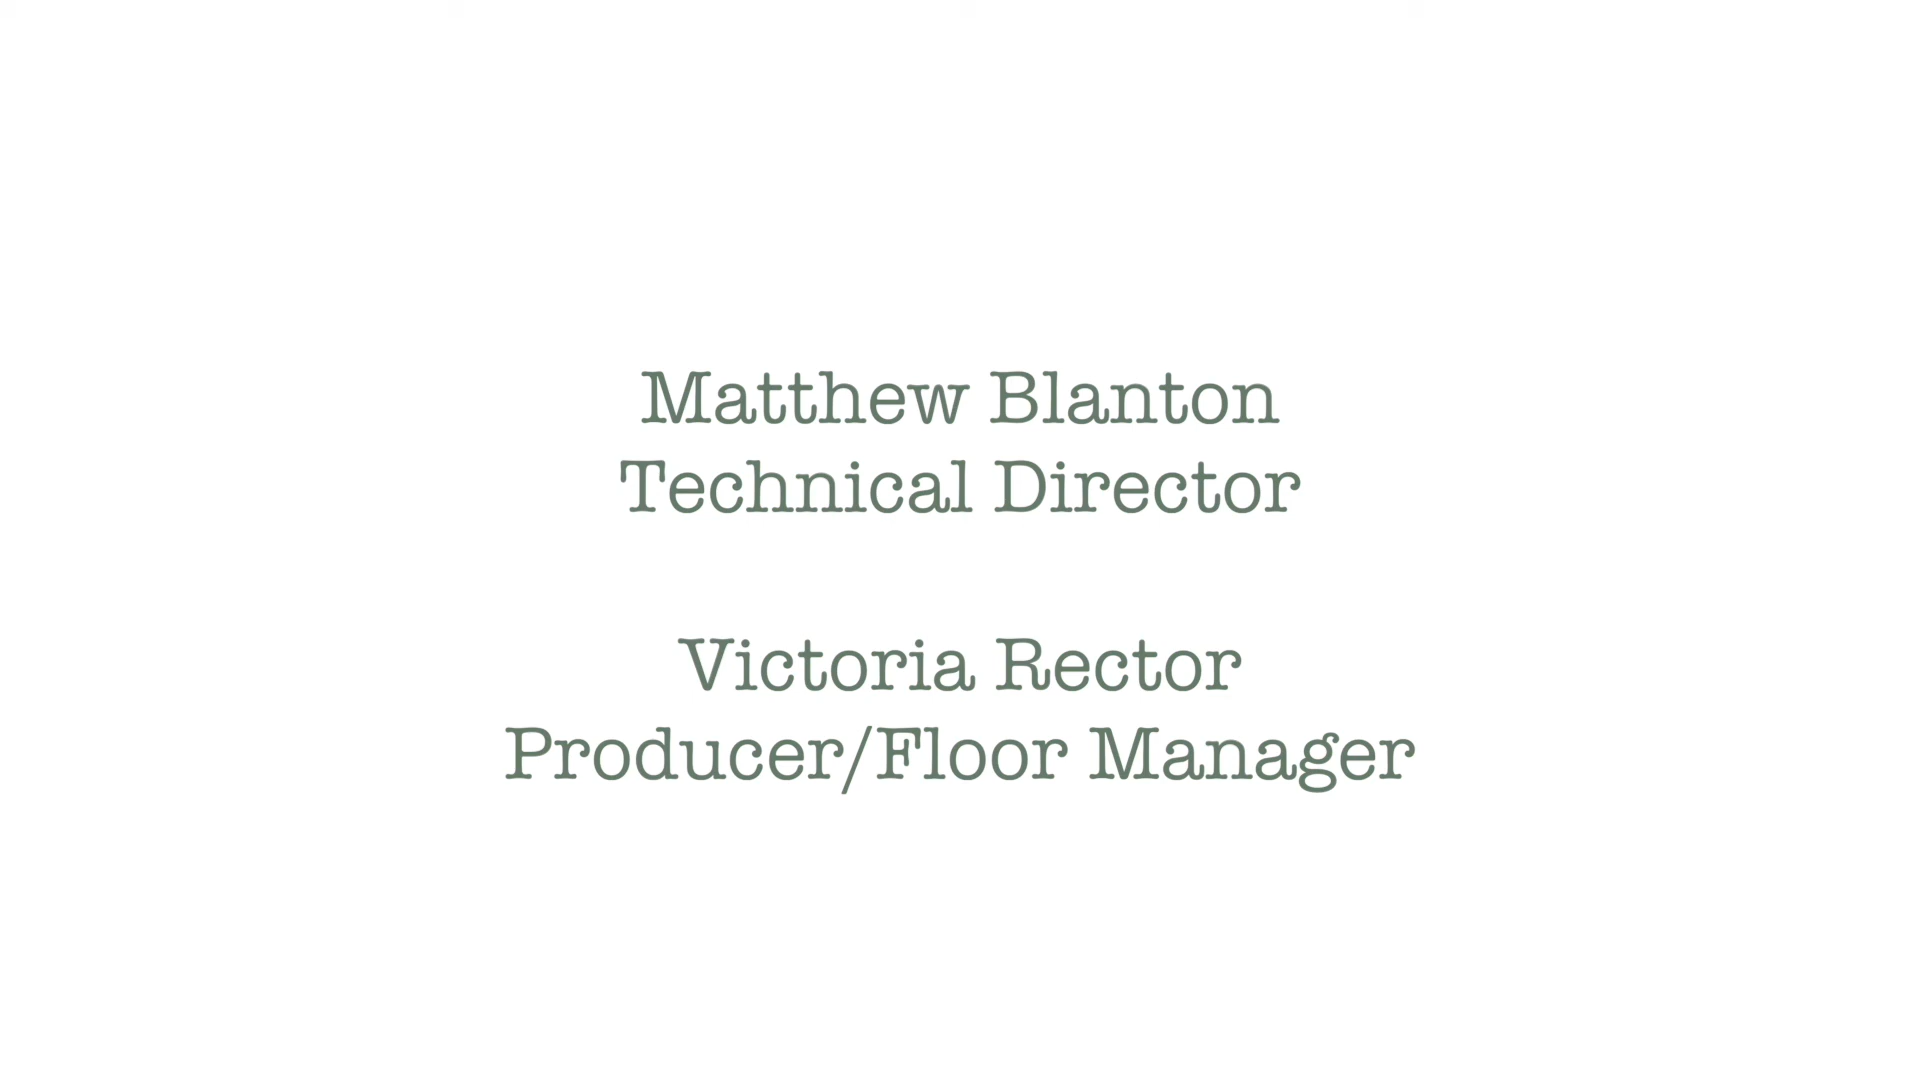 Matthew Blanton
Technical Director
Victoria Rector
Producer/Floor Manager